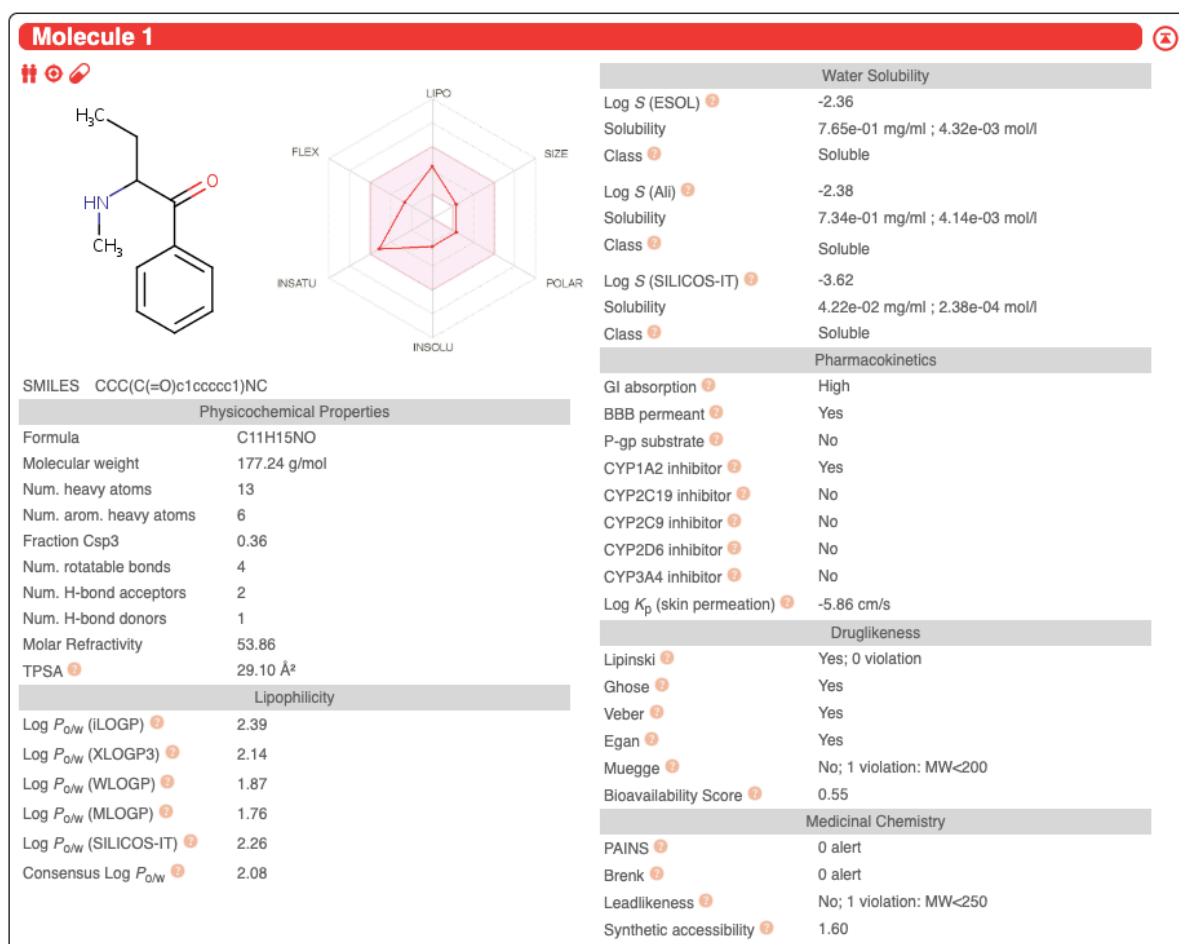 Molecule 1
H3C
O
HN
CH3
LIPO
FLEX
SIZE
INSATU
POLAR
INSOLU
SMILES CCC(C(=O)c1ccccc1)NC
Physicochemical Properties
Formula C11H15NO
Molecular weight 177.24 g/mol
Num. heavy atoms 13
Num. arom. heavy atoms 6
Fraction Csp3 0.36
Num. rotatable bonds 4
Num. H-bond acceptors 2
Num. H-bond donors 1
Molar Refractivity 53.86
TPSA ? 29.10 Å²
Lipophilicity
Log Po/w (iLOGP) ? 2.39
Log Po/w (XLOGP3) ? 2.14
Log Po/w (WLOGP) ? 1.87
Log Po/w (MLOGP) ? 1.76
Log Po/w (SILICOS-IT) ? 2.26
Consensus Log Po/w ? 2.08
Water Solubility
Log S (ESOL) ? -2.36
Solubility 7.65e-01 mg/ml ; 4.32e-03 mol/l
Class ? Soluble
Log S (Ali) ? -2.38
Solubility 7.34e-01 mg/ml ; 4.14e-03 mol/l
Class ? Soluble
Log S (SILICOS-IT) ? -3.62
Solubility 4.22e-02 mg/ml ; 2.38e-04 mol/l
Class ? Soluble
Pharmacokinetics
GI absorption ? High
BBB permeant ? Yes
P-gp substrate ? No
CYP1A2 inhibitor ? Yes
CYP2C19 inhibitor ? No
CYP2C9 inhibitor ? No
CYP2D6 inhibitor ? No
CYP3A4 inhibitor ? No
Log Kp (skin permeation) ? -5.86 cm/s
Druglikeness
Lipinski ? Yes; 0 violation
Ghose ? Yes
Veber ? Yes
Egan ? Yes
Muegge ? No; 1 violation: MW<200
Bioavailability Score ? 0.55
Medicinal Chemistry
PAINS ? 0 alert
Brenk ? 0 alert
Leadlikeness ? No; 1 violation: MW<250
Synthetic accessibility ? 1.60